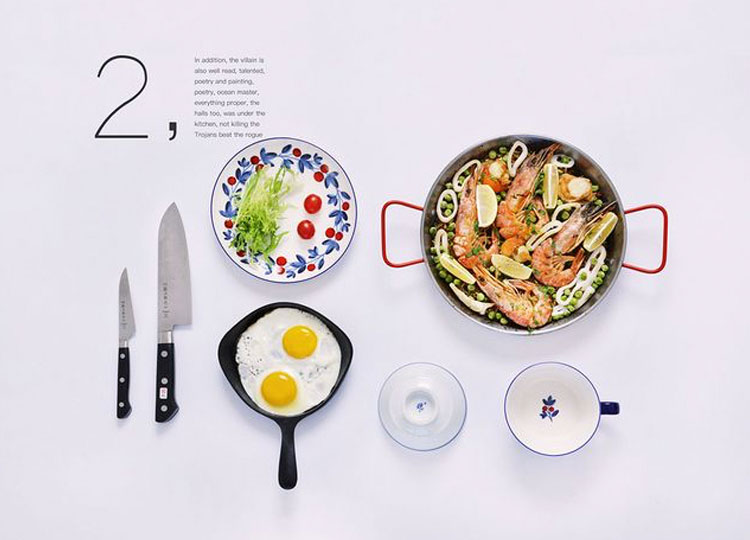 2,
In addition, the villain is
also well read, talented,
poetry and painting,
poetry, ocean master,
everything proper, the
halls too, was under the
kitchen, not killing the
Trojans beat the rogue